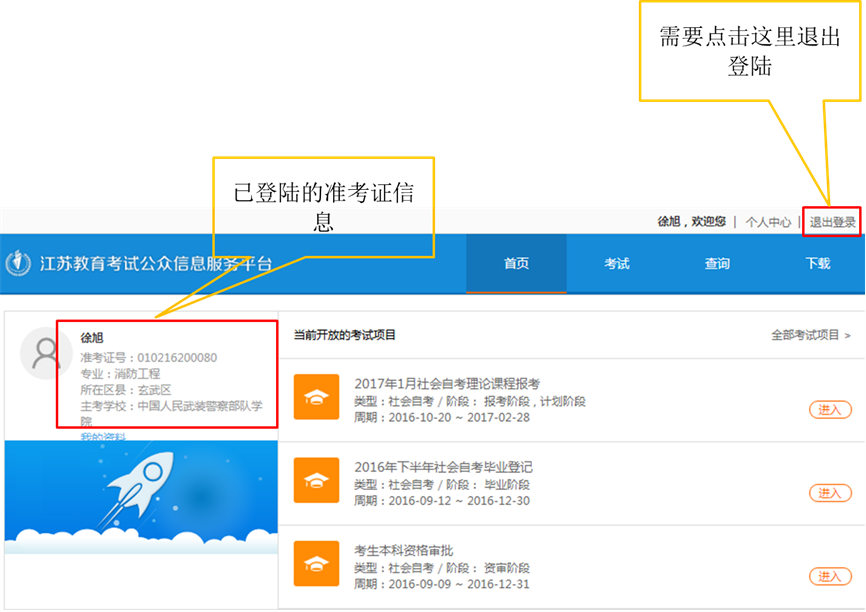 需要点击这里退出
登陆
已登陆的准考证信
息
徐旭，欢迎您 | 个人中心 | 退出登录
江苏教育考试公众信息服务平台
首页
考试
查询
下载
徐旭
准考证号：010216200080
专业：消防工程
所在区县：玄武区
主考学校：中国人民武装警察部队学
院
我的资料
当前开放的考试项目
全部考试项目 >
2017年1月社会自考理论课程报考
类型：社会自考 / 阶段： 报考阶段，计划阶段
周期：2016-10-20 ~ 2017-02-28
进入
2016年下半年社会自考毕业登记
类型：社会自考 / 阶段： 毕业阶段
周期：2016-09-12 ~ 2016-12-30
进入
考生本科资格审批
类型：社会自考 / 阶段： 资审阶段
周期：2016-09-09 ~ 2016-12-31
进入